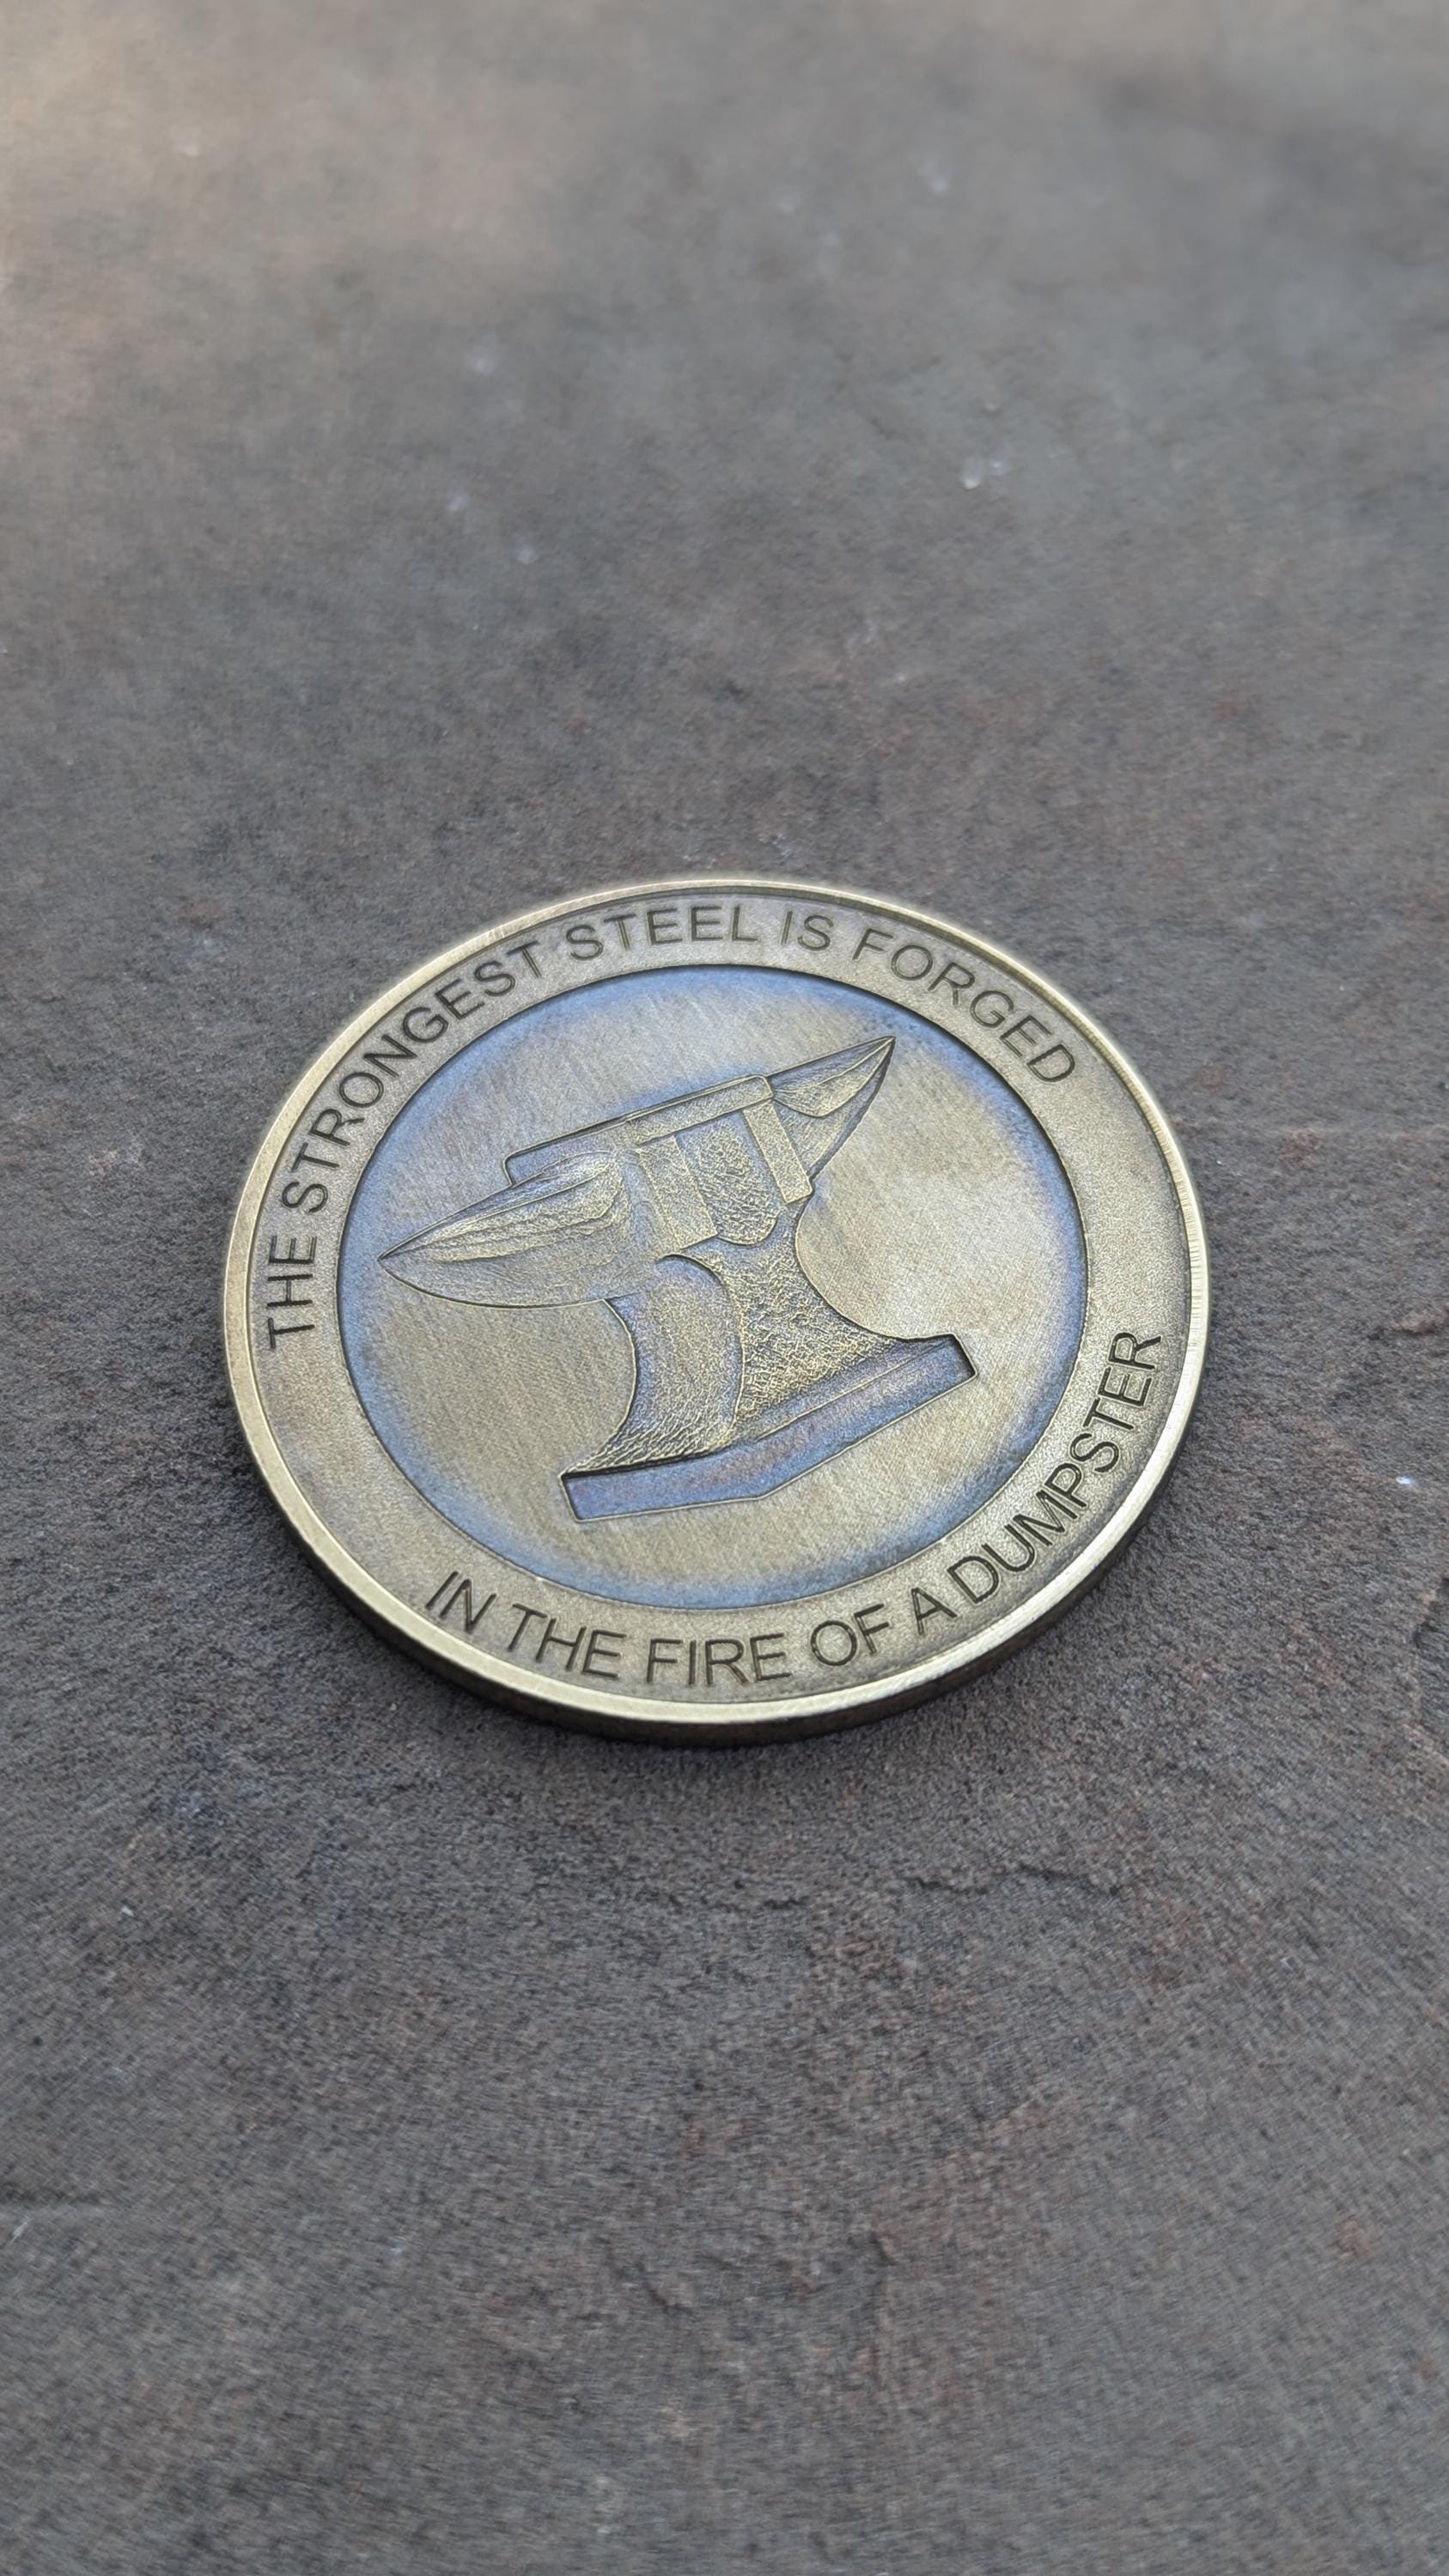 THE STRONGEST STEEL IS FORGED
IN THE FIRE OF A DUMPSTER